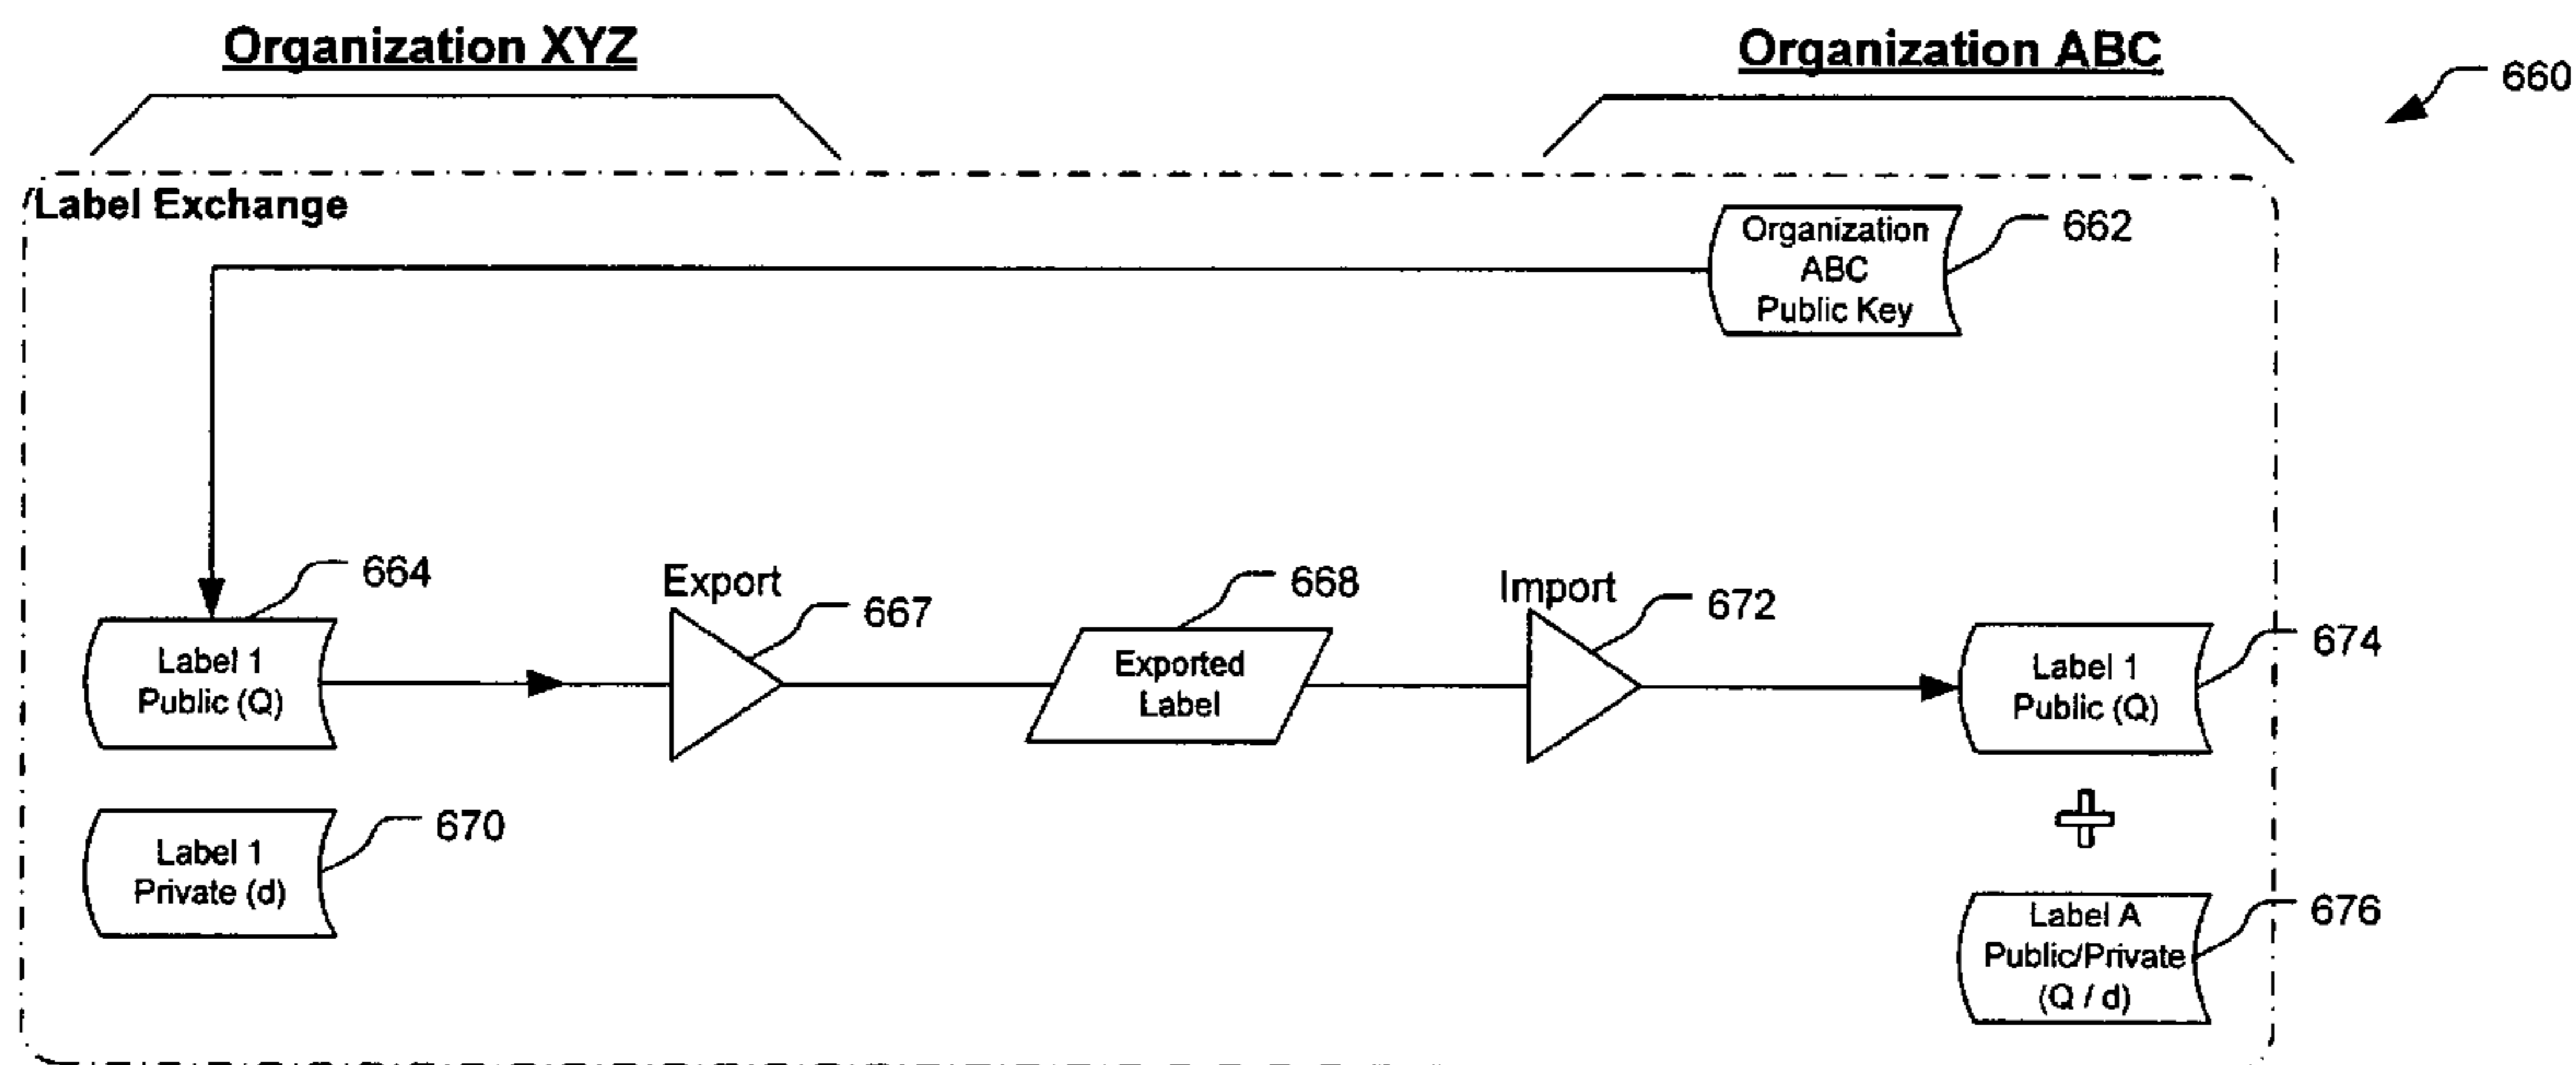 Organization XYZ
Organization ABC
660
Label Exchange
Organization
ABC
Public Key
662
664
Export
667
668
Import
672
Label 1
Public (Q)
Exported
Label
Label 1
Public (Q)
674
Label 1
Private (d)
670
Label A
Public/Private
(Q / d)
676